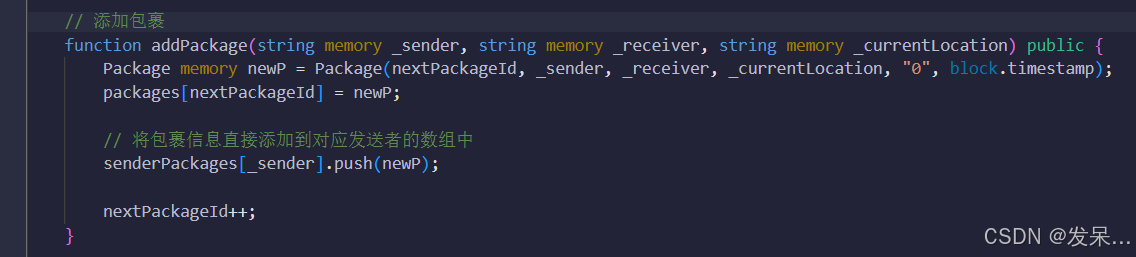 // 添加包裹
function addPackage(string memory _sender, string memory _receiver, string memory _currentLocation) public {
Package memory newP = Package(nextPackageId, _sender, _receiver, _currentLocation, "0", block.timestamp);
packages[nextPackageId] = newP;
// 将包裹信息直接添加到对应发送者的数组中
senderPackages[_sender].push(newP);
nextPackageId++;
}
CSDN @发呆...